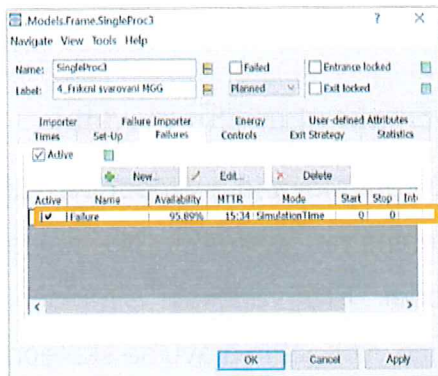 .Models.Frame.SingleProc3 ? ×
Navigate View Tools Help
Name: SingleProc3 Failed Entrance locked
Label: 4_Frikcni svarovani MGG Planned Exit locked
Importer Failure Importer Energy User-defined Attributes
Times Set-Up Failures Controls Exit Strategy Statistics
Active
New... Edit... Delete
Active Name Availability MTTR Mode Start Stop Int
Failure 95.89% 15:34 SimulationTime 0 0
OK Cancel Apply